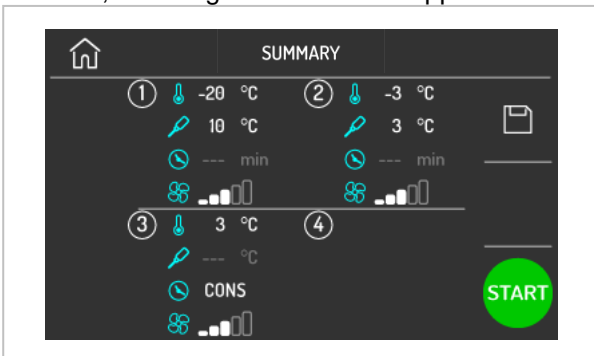 SUMMARY
1 -20 °C 2 -3 °C
10 °C 3 °C
--- min --- min
3 3 °C 4
--- °C
CONS
START